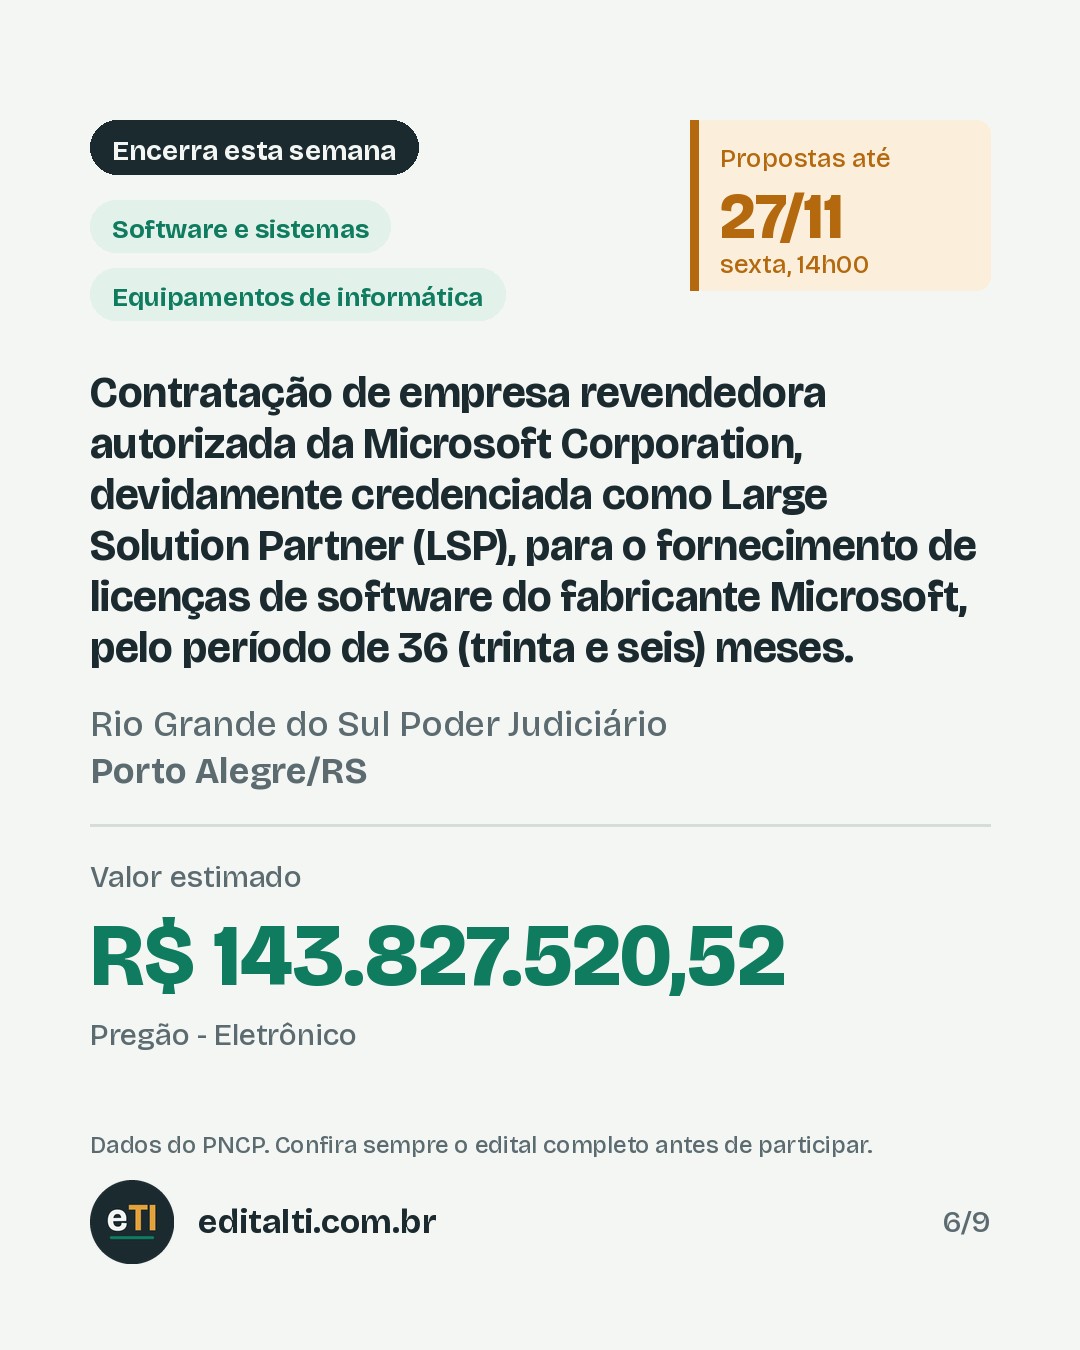 Encerra esta semana
Software e sistemas
Equipamentos de informática
Propostas até
27/11
sexta, 14h00
Contratação de empresa revendedora
autorizada da Microsoft Corporation,
devidamente credenciada como Large
Solution Partner (LSP), para o fornecimento de
licenças de software do fabricante Microsoft,
pelo período de 36 (trinta e seis) meses.
Rio Grande do Sul Poder Judiciário
Porto Alegre/RS
Valor estimado
R$ 143.827.520,52
Pregão - Eletrônico
Dados do PNCP. Confira sempre o edital completo antes de participar.
eTI
editalti.com.br
6/9